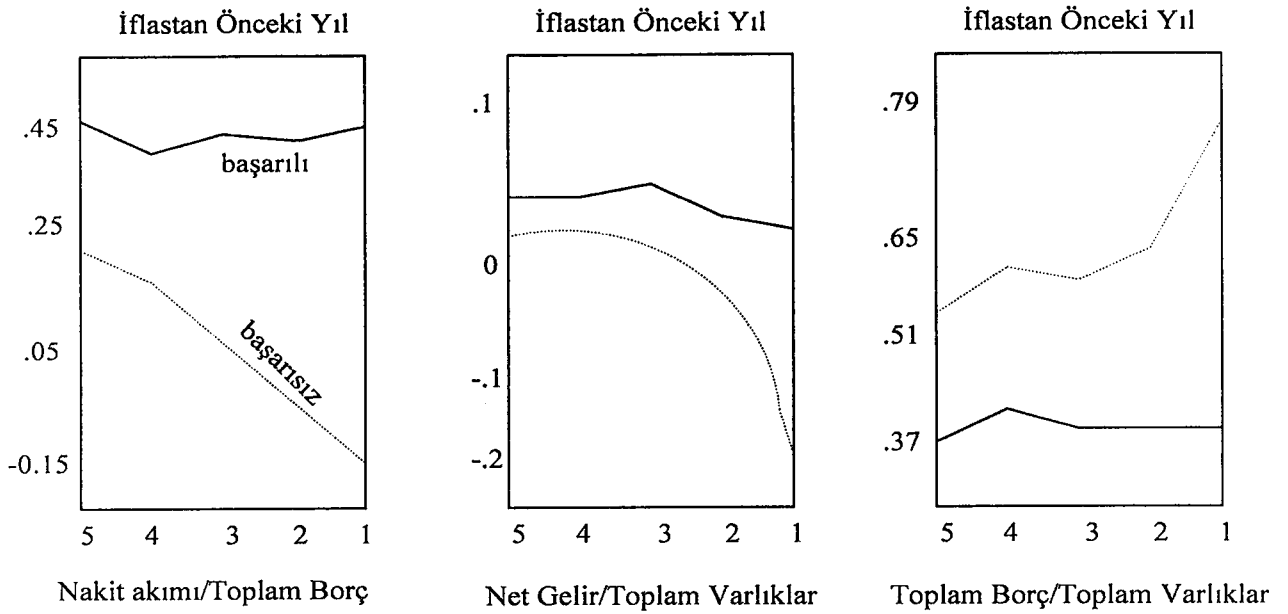 İflastan Önceki Yıl
.45
.25
.05
-0.15
başarılı
başarısız
5 4 3 2 1
Nakit akımı/Toplam Borç
İflastan Önceki Yıl
.1
0
-.1
-.2
5 4 3 2 1
Net Gelir/Toplam Varlıklar
İflastan Önceki Yıl
.79
.65
.51
.37
5 4 3 2 1
Toplam Borç/Toplam Varlıklar